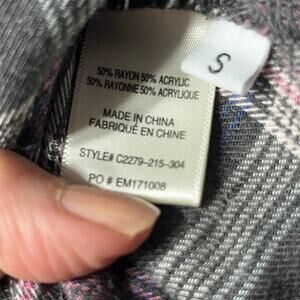 S
50% RAYON 50% ACRYLIC
50% RAYONNE 50% ACRYLIQUE
MADE IN CHINA
FABRIQUÉ EN CHINE
STYLE# C2279-215-304
PO # EM171008